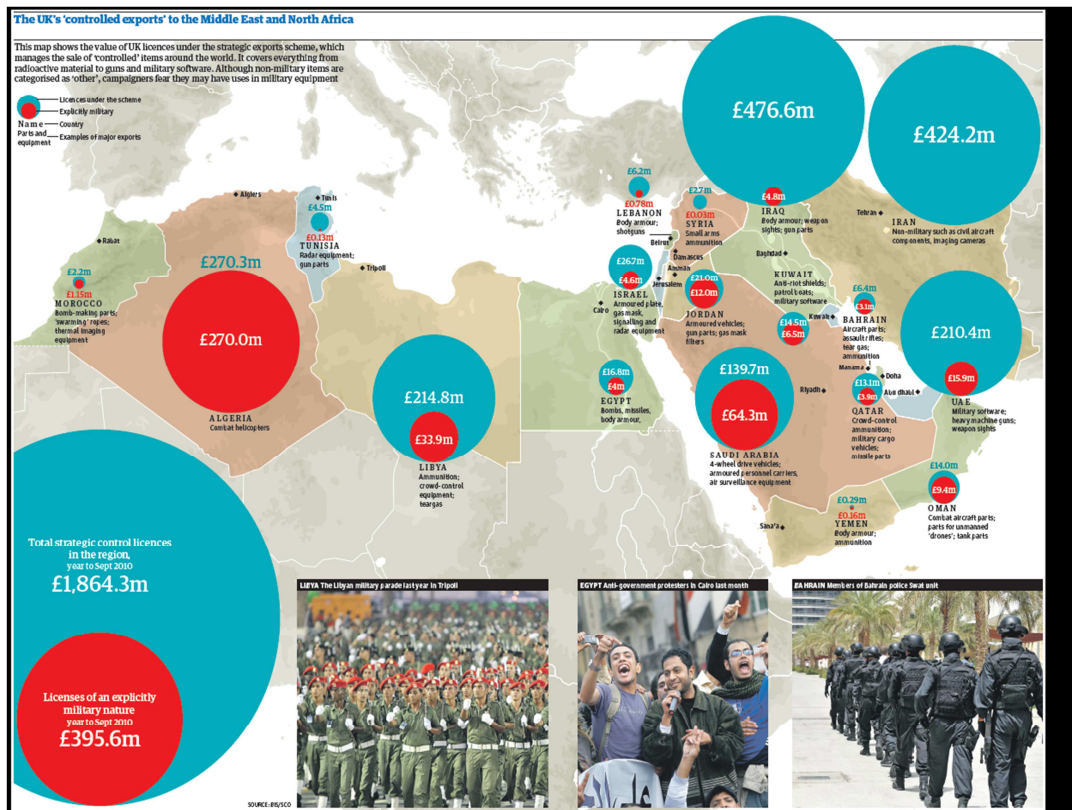 The UK's 'controlled exports' to the Middle East and North Africa
This map shows the value of UK licences under the strategic exports scheme, which
manages the sale of 'controlled' items around the world. It covers everything from
radioactive material to guns and military software. Although non-military items are
categorised as 'other', campaigners fear they may have uses in military equipment
Licences under the scheme
Explicitly military
Name
Country
Parts and
equipment
Examples of major exports
£476.6m
£4.8m
IRAQ
Body armour; weapon
sights; gun parts
£424.2m
Tehran
IRAN
Non-military such as civil aircraft
components, imaging cameras
£6.2m
£0.78m
LEBANON
Body armour;
shotguns
Beirut
£2.7m
£0.03m
SYRIA
Small arms
ammunition
Damascus
Amman
Jerusalem
Baghdad
Algiers
Tunis
£4.5m
£0.13m
TUNISIA
Radar equipment;
gun parts
Rabat
Tripoli
£2.2m
£1.15m
MOROCCO
Bomb-making parts;
'swarming' ropes;
thermal imaging
equipment
£270.3m
£270.0m
ALGERIA
Combat helicopters
£214.8m
£33.9m
LIBYA
Ammunition;
crowd-control
equipment;
teargas
Cairo
£26.7m
£4.6m
ISRAEL
Armoured plate,
gas mask,
signalling and
radar equipment
£21.0m
£12.0m
JORDAN
Armoured vehicles;
gun parts; gas mask
filters
KUWAIT
Anti-riot shields;
patrol boats;
military software
Kuwait
£14.5m
£6.5m
£6.4m
£3.1m
BAHRAIN
Aircraft parts;
assault rifles;
tear gas;
ammunition
Manama
£210.4m
£15.9m
UAE
Military software;
heavy machine guns;
weapon sights
£16.8m
£4m
EGYPT
Bombs, missiles,
body armour,
£139.7m
£64.3m
SAUDI ARABIA
4-wheel drive vehicles;
armoured personnel carriers,
air surveillance equipment
Riyadh
Doha
Abu dhabi
£13.1m
£3.9m
QATAR
Crowd-control
ammunition;
military cargo
vehicles;
missile parts
£14.0m
£9.4m
OMAN
Combat aircraft parts;
parts for unmanned
'drones'; tank parts
£0.29m
£0.16m
YEMEN
Body armour;
ammunition
Sana'a
Total strategic control licences
in the region,
year to Sept 2010
£1,864.3m
Licenses of an explicitly
military nature
year to Sept 2010
£395.6m
SOURCE: BIS/SCO
LIBYA The Libyan military parade last year in Tripoli
EGYPT Anti-government protesters in Cairo last month
BAHRAIN Members of Bahrain police Swat unit